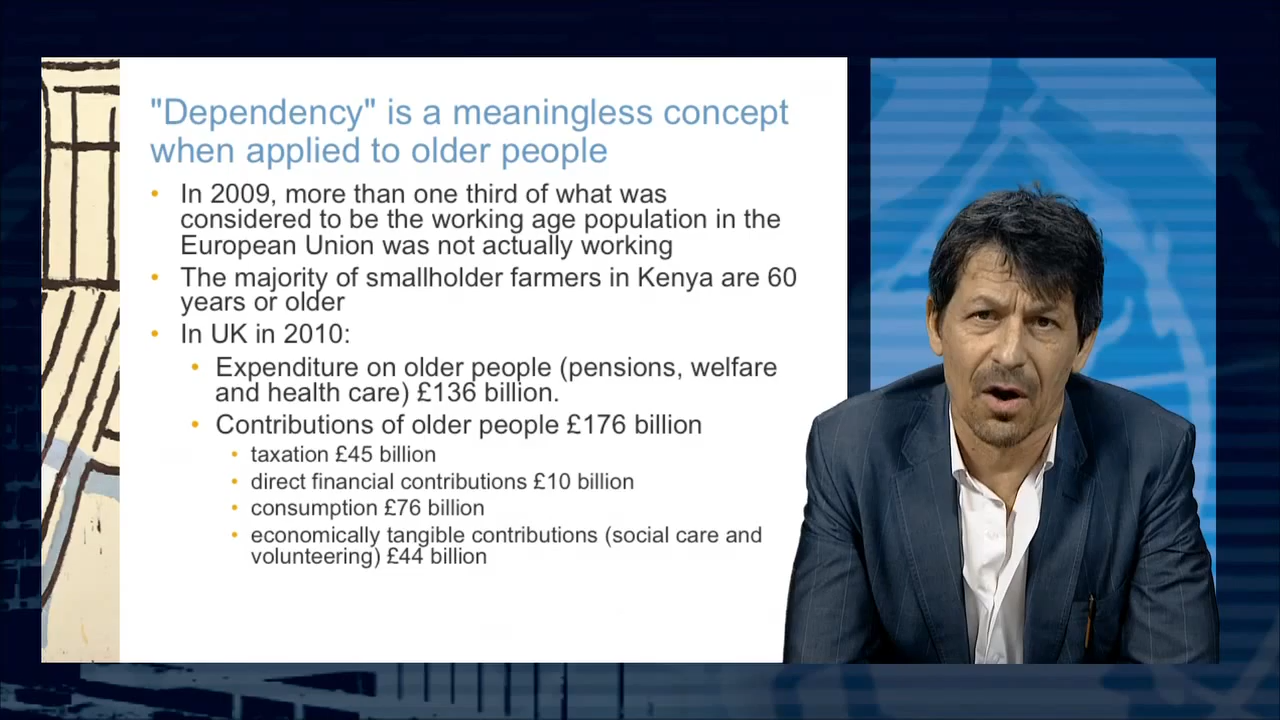 "Dependency" is a meaningless concept
when applied to older people
• In 2009, more than one third of what was
considered to be the working age population in the
European Union was not actually working
• The majority of smallholder farmers in Kenya are 60
years or older
• In UK in 2010:
• Expenditure on older people (pensions, welfare
and health care) £136 billion.
• Contributions of older people £176 billion
• taxation £45 billion
• direct financial contributions £10 billion
• consumption £76 billion
• economically tangible contributions (social care and
volunteering) £44 billion